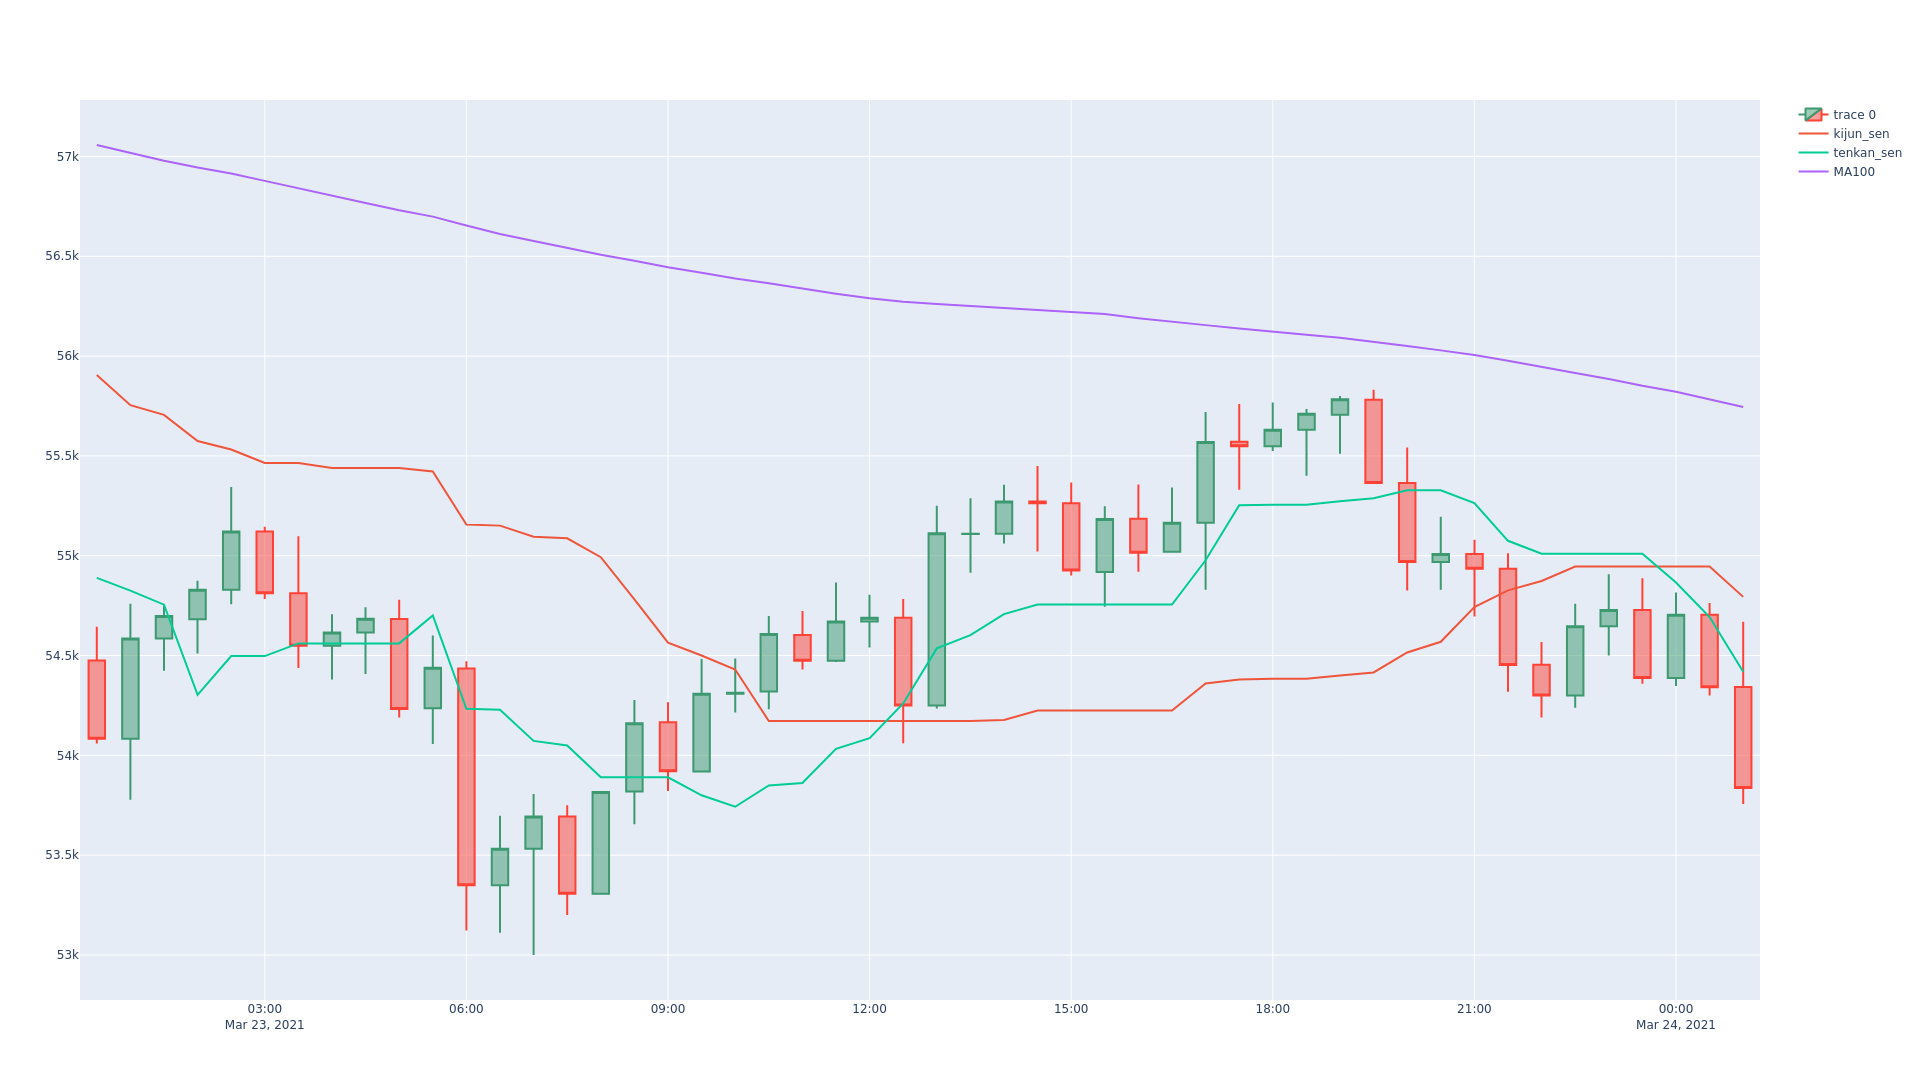 57k
56.5k
56k
55.5k
55k
54.5k
54k
53.5k
53k
03:00
Mar 23, 2021
06:00
09:00
12:00
15:00
18:00
21:00
00:00
Mar 24, 2021
trace 0
kijun_sen
tenkan_sen
MA100